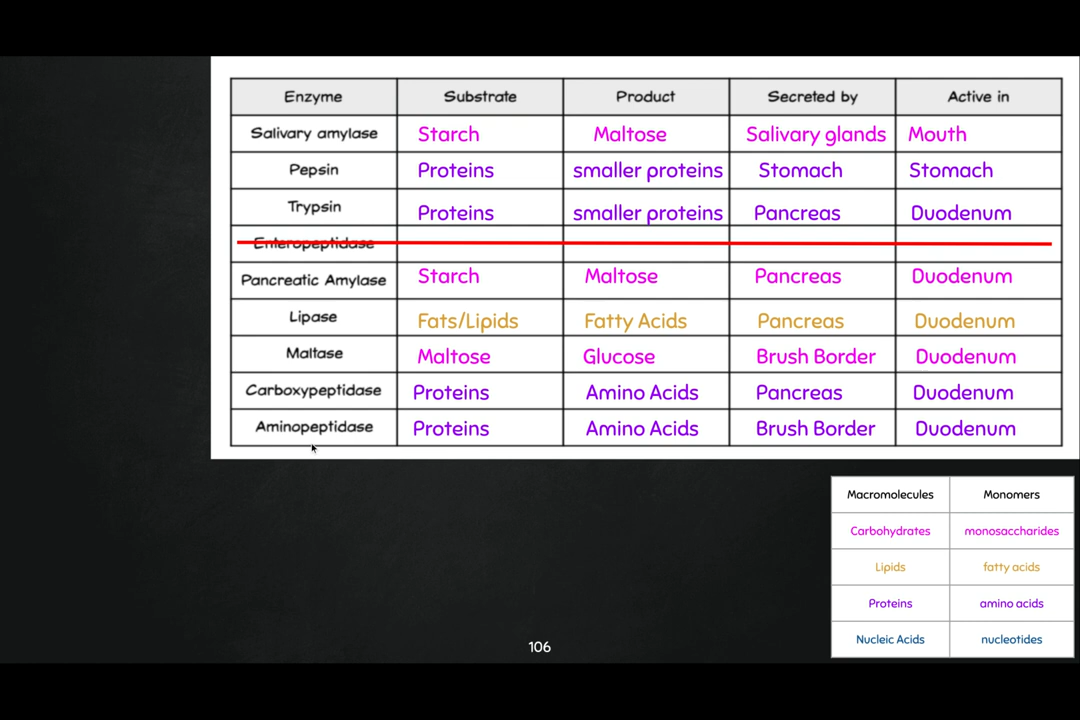 Enzyme Substrate Product Secreted by Active in
Salivary amylase Starch Maltose Salivary glands Mouth
Pepsin Proteins smaller proteins Stomach Stomach
Trypsin Proteins smaller proteins Pancreas Duodenum
Enteropeptidase
Pancreatic Amylase Starch Maltose Pancreas Duodenum
Lipase Fats/Lipids Fatty Acids Pancreas Duodenum
Maltase Maltose Glucose Brush Border Duodenum
Carboxypeptidase Proteins Amino Acids Pancreas Duodenum
Aminopeptidase Proteins Amino Acids Brush Border Duodenum
Macromolecules Monomers
Carbohydrates monosaccharides
Lipids fatty acids
Proteins amino acids
Nucleic Acids nucleotides
106